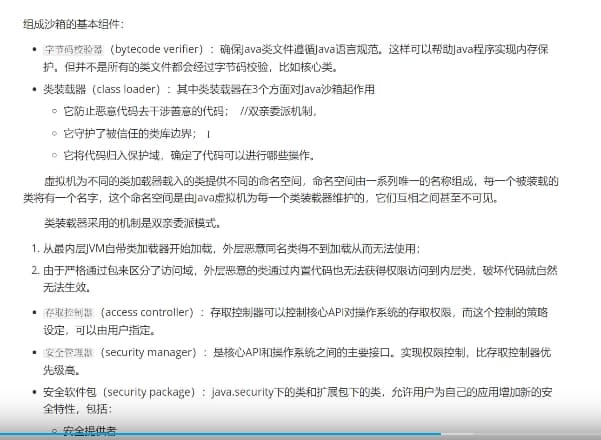 组成沙箱的基本组件：
字节码校验器（bytecode verifier）：确保Java类文件遵循Java语言规范。这样可以帮助Java程序实现内存保
护。但并不是所有的类文件都会经过字节码校验，比如核心类。
类装载器（class loader）：其中类装载器在3个方面对Java沙箱起作用
它防止恶意代码去干涉善意的代码； //双亲委派机制，
它守护了被信任的类库边界；
它将代码归入保护域，确定了代码可以进行哪些操作。
虚拟机为不同的类加载器载入的类提供不同的命名空间，命名空间由一系列唯一的名称组成，每一个被装载的
类将有一个名字，这个命名空间是由Java虚拟机为每一个类装载器维护的，它们互相之间甚至不可见。
类装载器采用的机制是双亲委派模式。
1. 从最内层JVM自带类加载器开始加载，外层恶意同名类得不到加载从而无法使用；
2. 由于严格通过包来区分了访问域，外层恶意的类通过内置代码也无法获得权限访问到内层类，破坏代码就自然
无法生效。
存取控制器（access controller）：存取控制器可以控制核心API对操作系统的存取权限，而这个控制的策略
设定，可以由用户指定。
安全管理器（security manager）：是核心API和操作系统之间的主要接口。实现权限控制，比存取控制器优
先级高。
安全软件包（security package）：java.security下的类和扩展包下的类，允许用户为自己的应用增加新的安
全特性，包括：
安全提供者